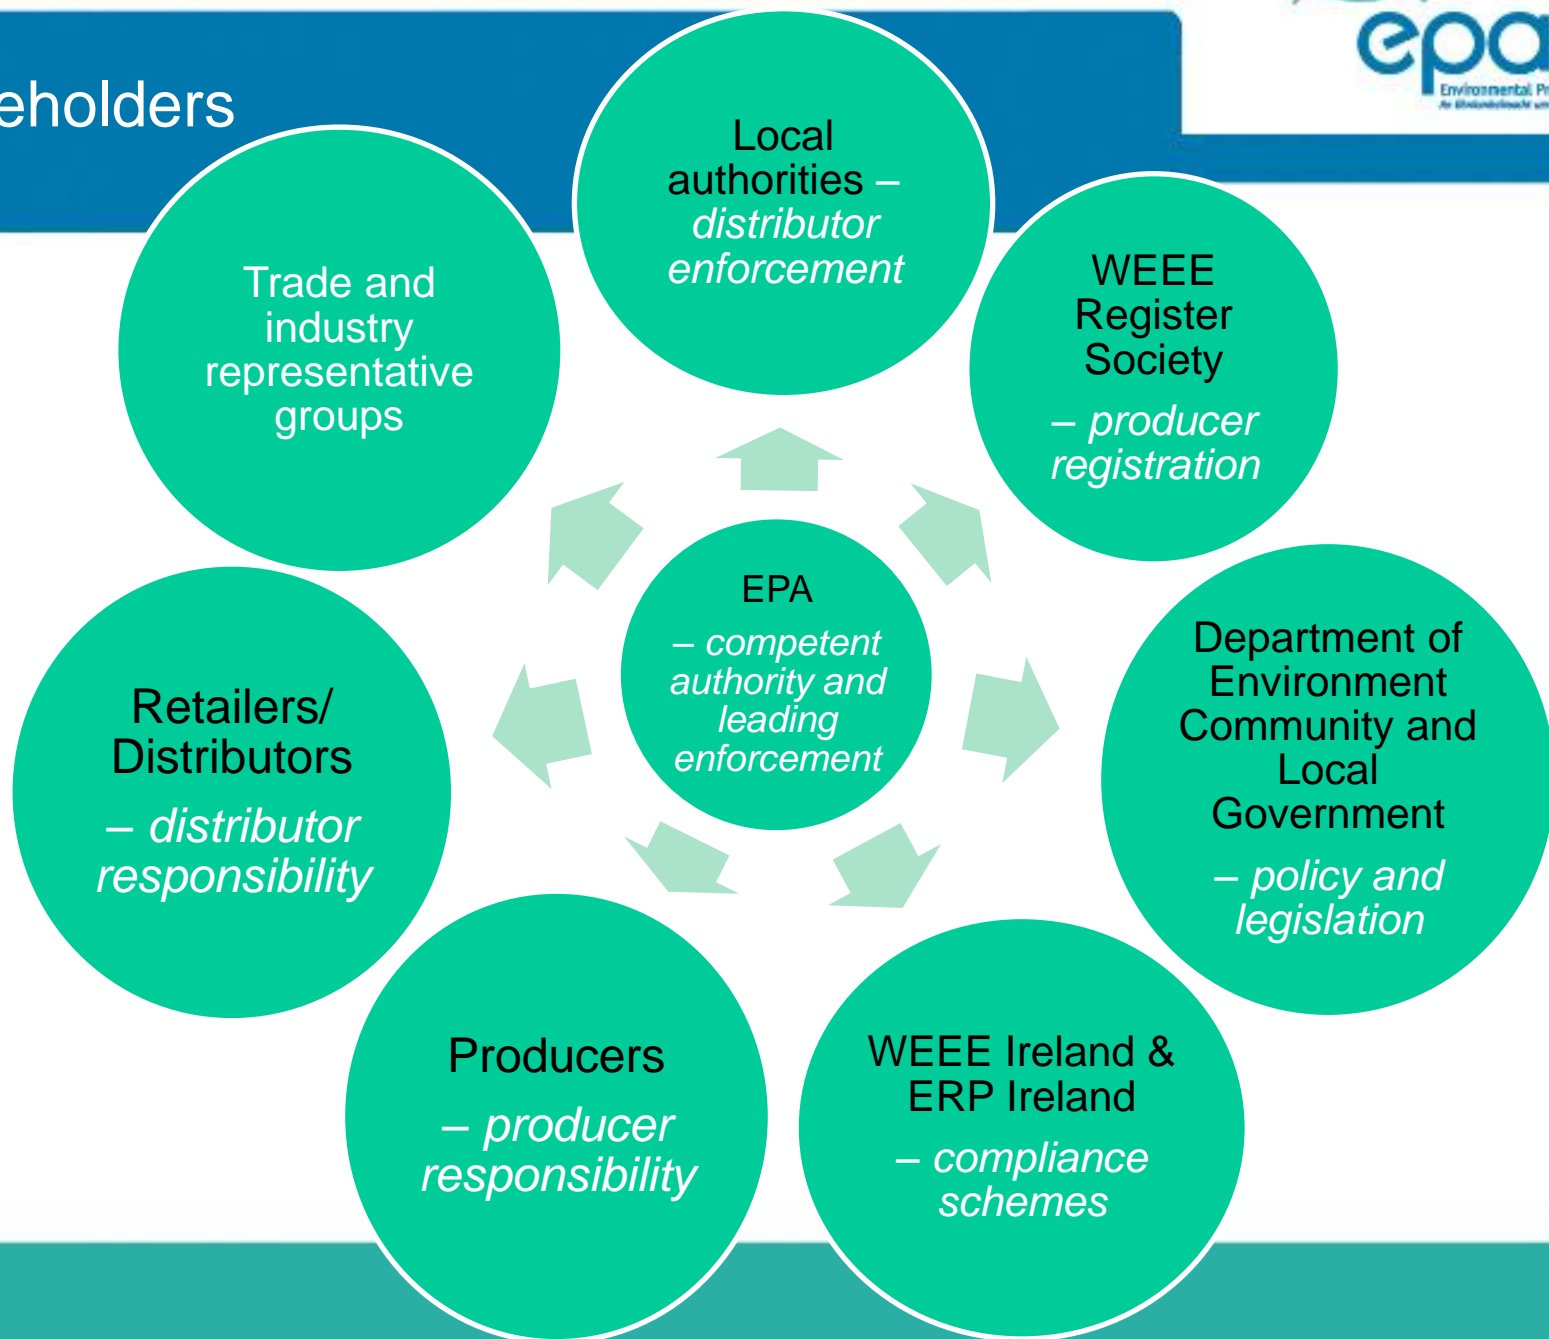 eholders
epa
Environmental Pr
Local
authorities –
distributor
enforcement
WEEE
Register
Society
– producer
registration
Department of
Environment
Community and
Local
Government
– policy and
legislation
WEEE Ireland &
ERP Ireland
– compliance
schemes
Producers
– producer
responsibility
Retailers/
Distributors
– distributor
responsibility
Trade and
industry
representative
groups
EPA
– competent
authority and
leading
enforcement